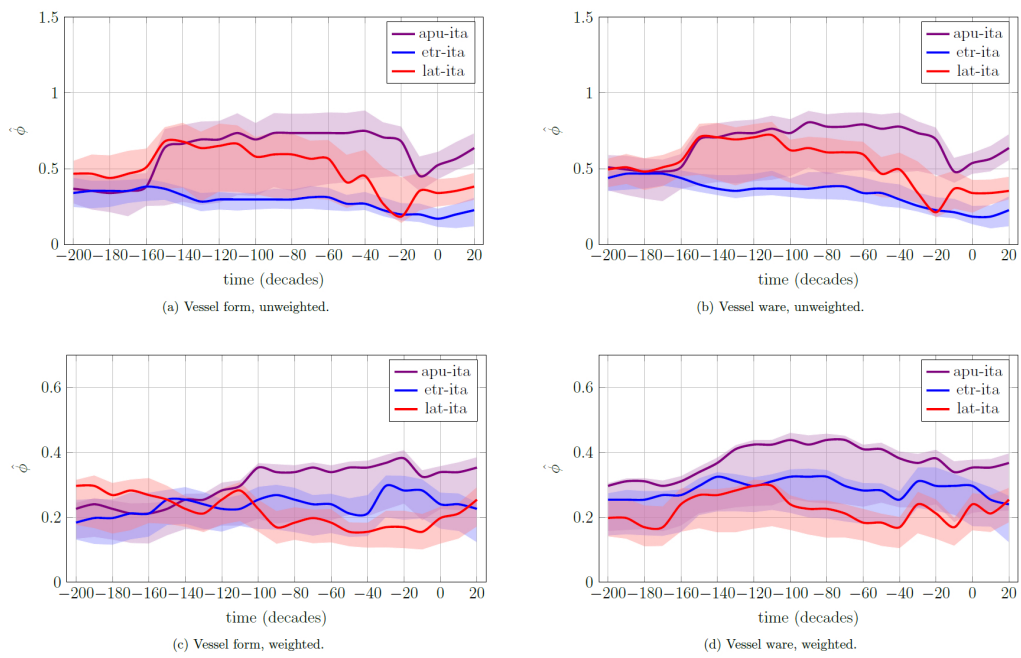 1.5
1
0.5
0
ϕ̂
apu-ita
etr-ita
lat-ita
−200 −180 −160 −140 −120 −100 −80 −60 −40 −20 0 20
time (decades)
(a) Vessel form, unweighted.
1.5
1
0.5
0
ϕ̂
apu-ita
etr-ita
lat-ita
−200 −180 −160 −140 −120 −100 −80 −60 −40 −20 0 20
time (decades)
(b) Vessel ware, unweighted.
0.6
0.4
0.2
0
ϕ̂
apu-ita
etr-ita
lat-ita
−200 −180 −160 −140 −120 −100 −80 −60 −40 −20 0 20
time (decades)
(c) Vessel form, weighted.
0.6
0.4
0.2
0
ϕ̂
apu-ita
etr-ita
lat-ita
−200 −180 −160 −140 −120 −100 −80 −60 −40 −20 0 20
time (decades)
(d) Vessel ware, weighted.